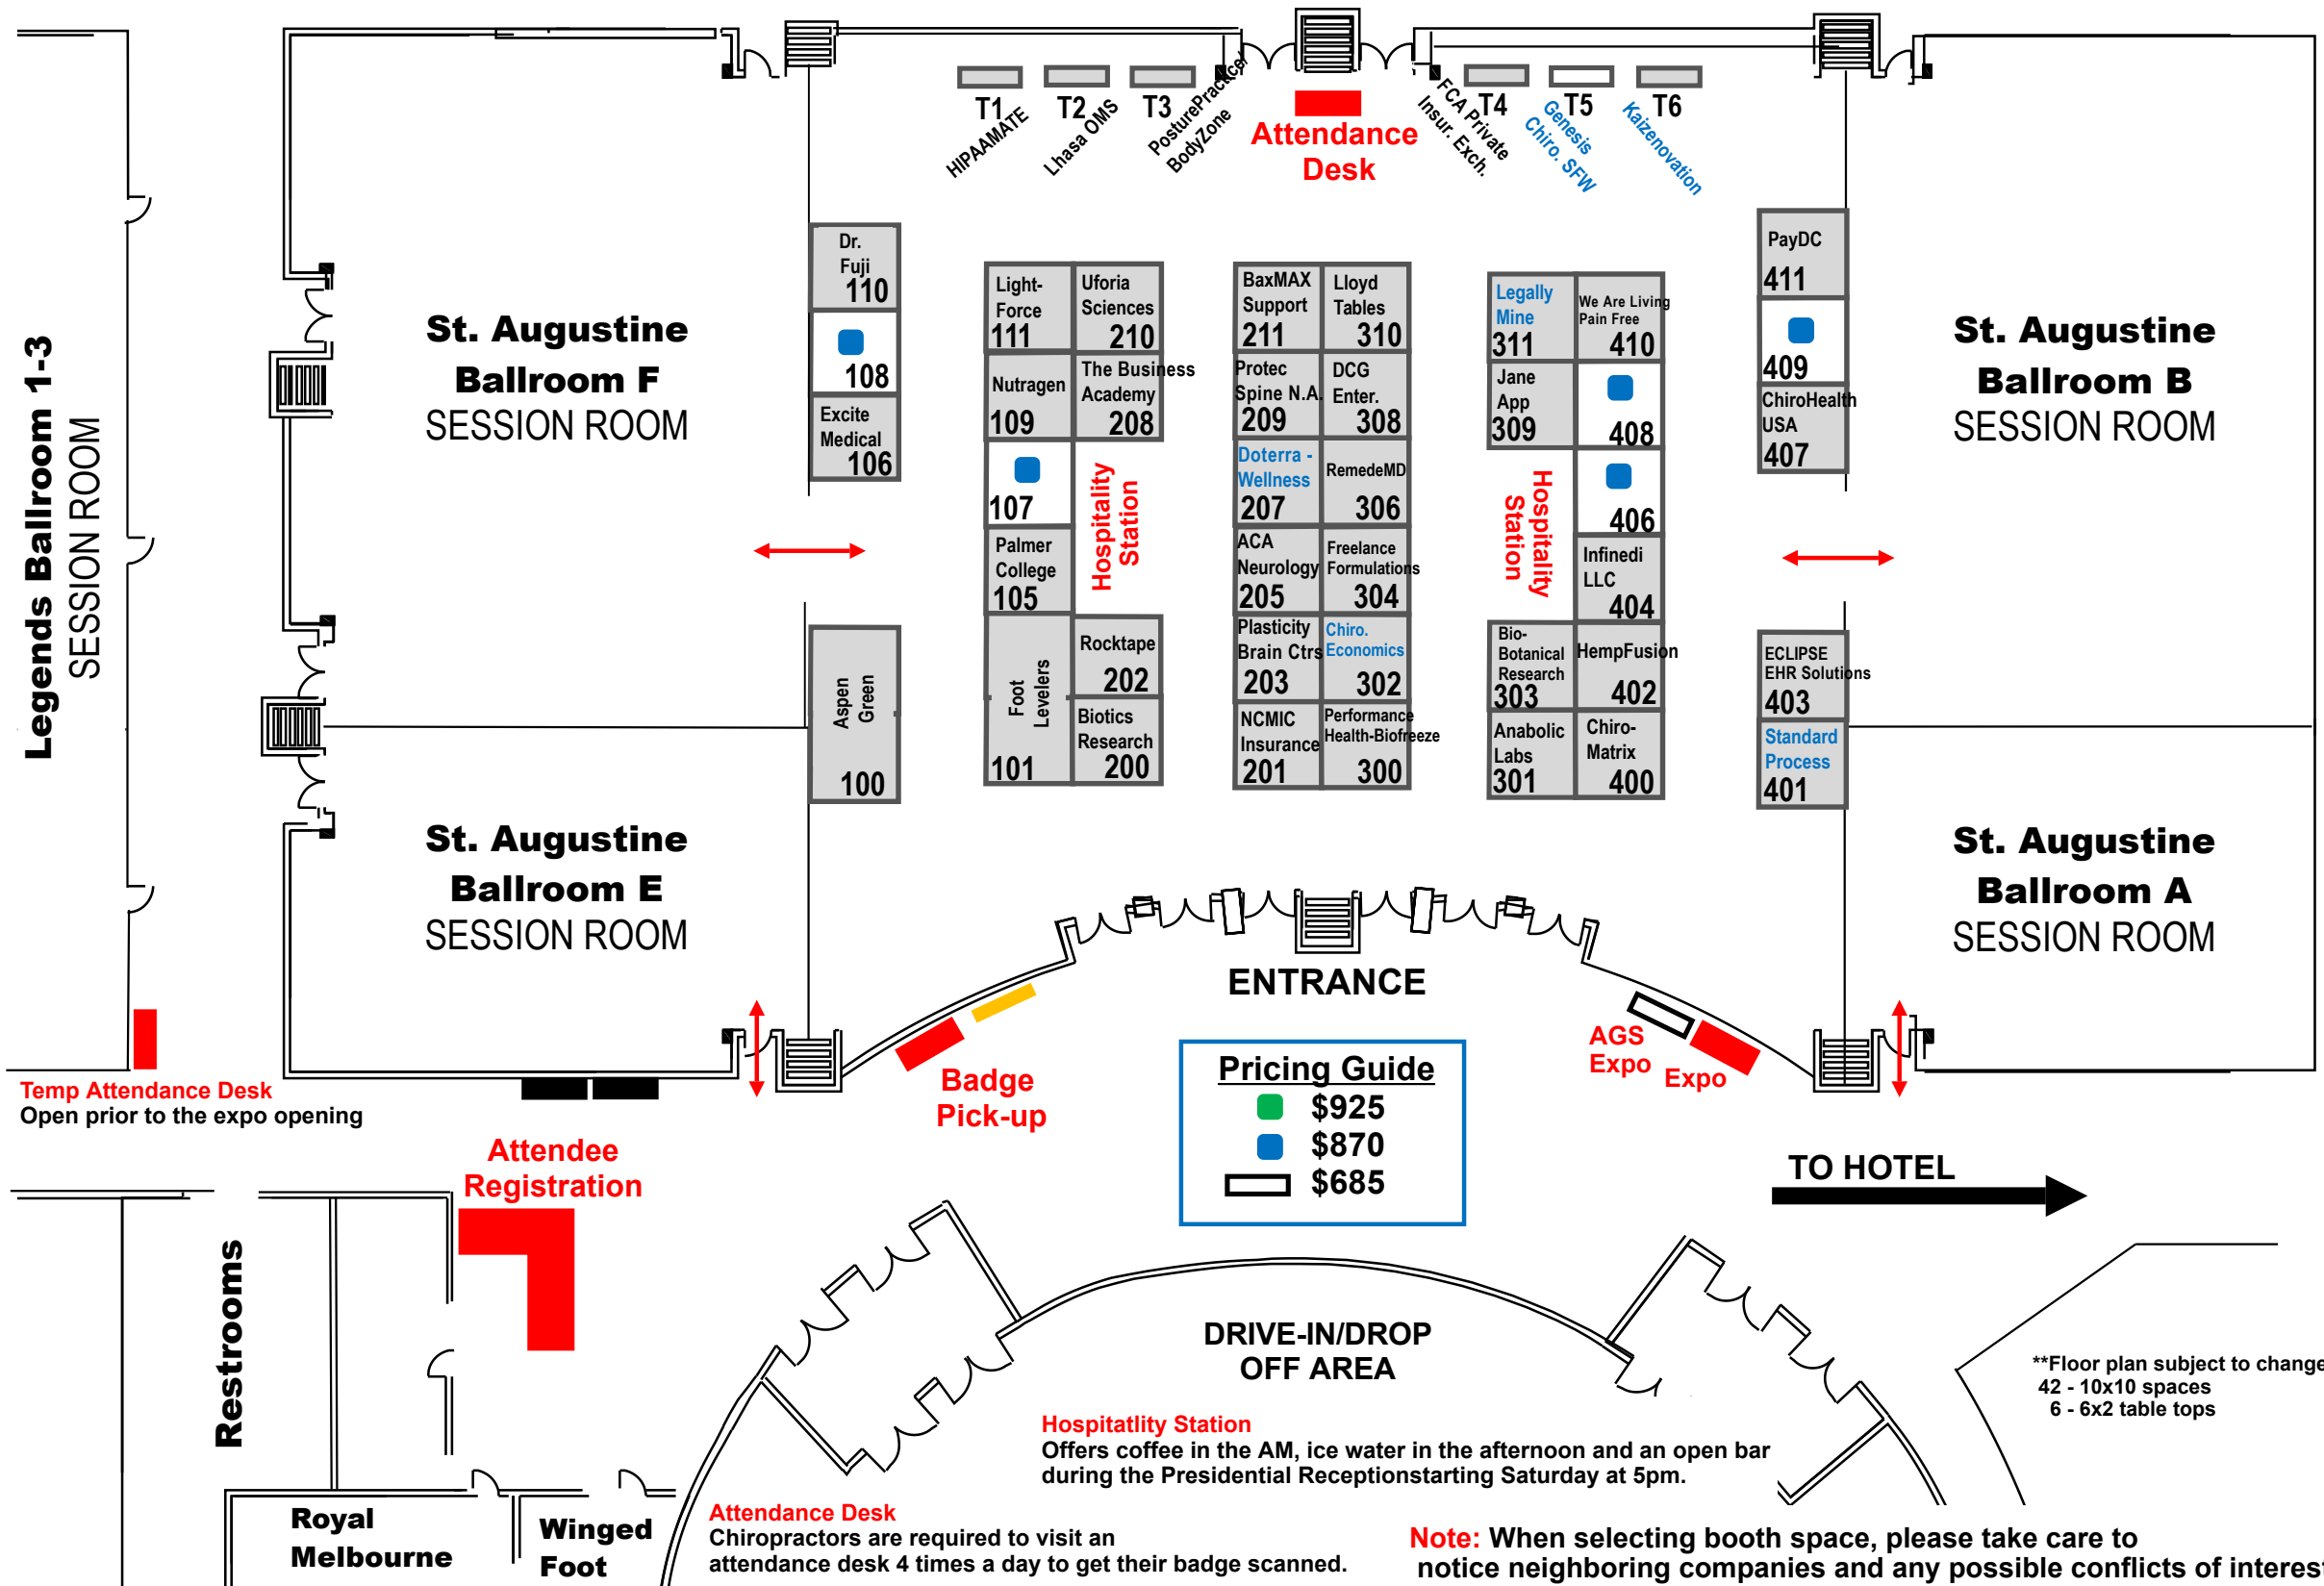 T1
HIPAAMATE
T2
Lhasa OMS
T3
PosturePractice/
BodyZone
Attendance
Desk
T4
FCA Private
Insur. Exch.
T5
Genesis
Chiro. SFW
T6
Kaizenovation
Legends Ballroom 1-3
SESSION ROOM
St. Augustine
Ballroom F
SESSION ROOM
Dr.
Fuji
110
108
Excite
Medical
106
Light-
Force
111
Uforia
Sciences
210
Nutragen
109
The Business
Academy
208
107
Hospitality
Station
Palmer
College
105
Foot
Levelers
101
Rocktape
202
Biotics
Research
200
Aspen
Green
100
BaxMAX
Support
211
Lloyd
Tables
310
Protec
Spine N.A.
209
DCG
Enter.
308
Doterra -
Wellness
207
RemedeMD
306
ACA
Neurology
205
Freelance
Formulations
304
Plasticity
Brain Ctrs
203
Chiro.
Economics
302
NCMIC
Insurance
201
Performance
Health-Biofreeze
300
Legally
Mine
311
We Are Living
Pain Free
410
Jane
App
309
408
Hospitality
Station
406
Infinedi
LLC
404
Bio-
Botanical
Research
303
HempFusion
402
Anabolic
Labs
301
Chiro-
Matrix
400
PayDC
411
409
ChiroHealth
USA
407
ECLIPSE
EHR Solutions
403
Standard
Process
401
St. Augustine
Ballroom B
SESSION ROOM
St. Augustine
Ballroom E
SESSION ROOM
St. Augustine
Ballroom A
SESSION ROOM
ENTRANCE
Temp Attendance Desk
Open prior to the expo opening
Badge
Pick-up
AGS
Expo
Expo
Pricing Guide
$925
$870
$685
Attendee
Registration
TO HOTEL
Restrooms
DRIVE-IN/DROP
OFF AREA
**Floor plan subject to change
42 - 10x10 spaces
6 - 6x2 table tops
Hospitatlity Station
Offers coffee in the AM, ice water in the afternoon and an open bar
during the Presidential Receptionstarting Saturday at 5pm.
Royal
Melbourne
Winged
Foot
Attendance Desk
Chiropractors are required to visit an
attendance desk 4 times a day to get their badge scanned.
Note: When selecting booth space, please take care to
notice neighboring companies and any possible conflicts of interest